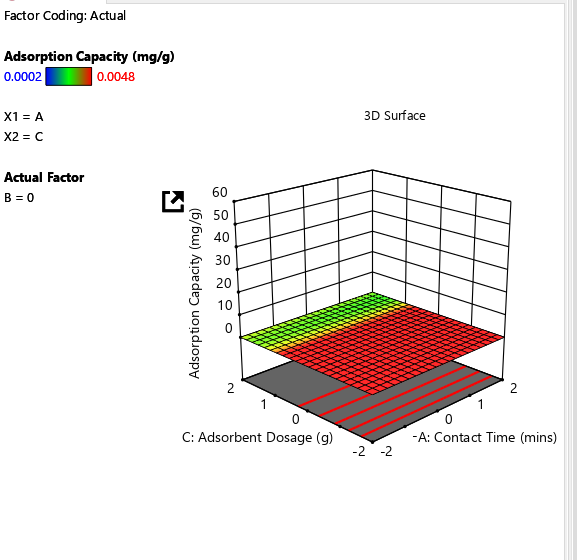 Factor Coding: Actual
Adsorption Capacity (mg/g)
0.0002 0.0048
X1 = A
X2 = C
Actual Factor
B = 0
3D Surface
Adsorption Capacity (mg/g)
60
50
40
30
20
10
0
2
1
0
-2
-2
0
1
2
C: Adsorbent Dosage (g)
-A: Contact Time (mins)